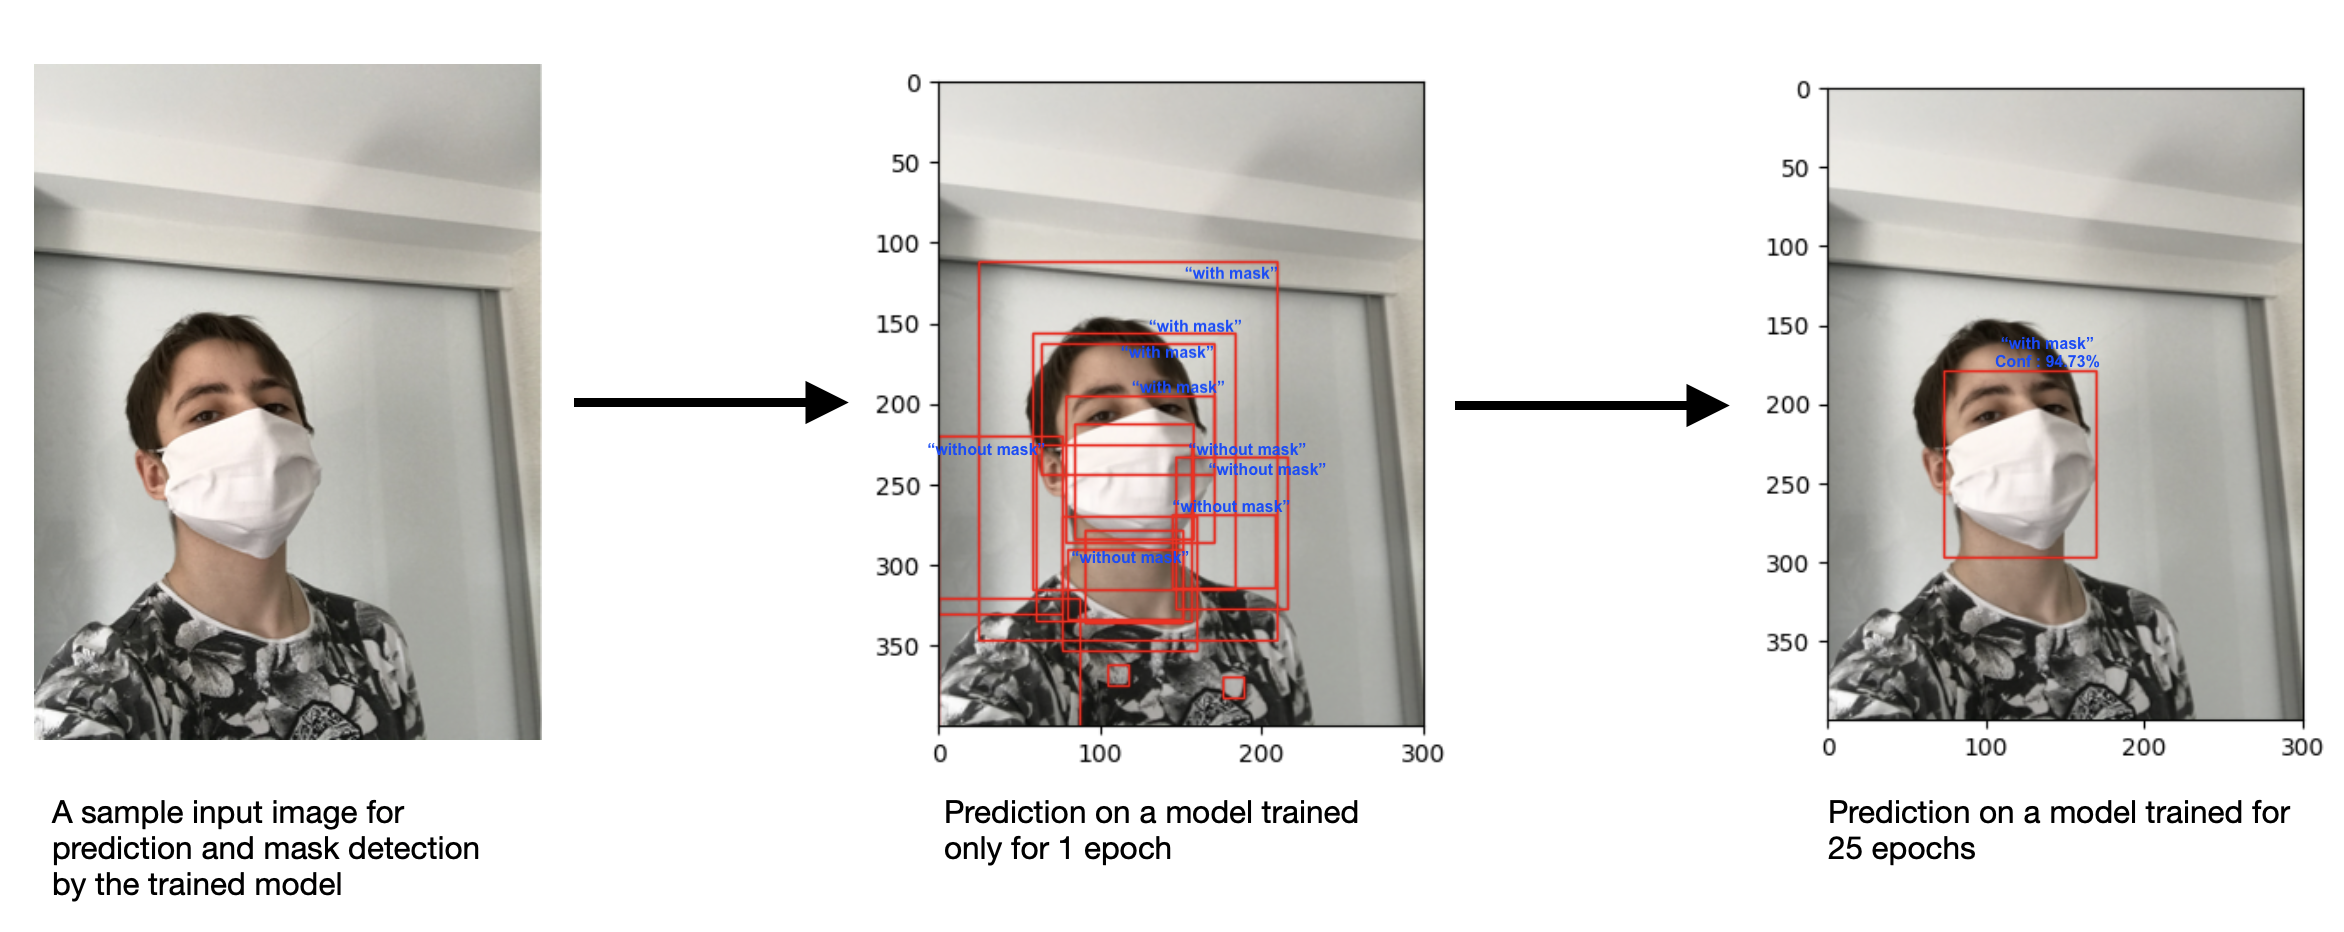 0
50
100
150
200
250
300
350
0 100 200 300
“with mask”
“with mask”
“with mask”
“with mask”
“without mask”
“without mask”
“without mask”
“without mask”
“without mask”
0
50
100
150
200
250
300
350
0 100 200 300
“with mask”
Conf : 94.73%
A sample input image for
prediction and mask detection
by the trained model
Prediction on a model trained
only for 1 epoch
Prediction on a model trained for
25 epochs